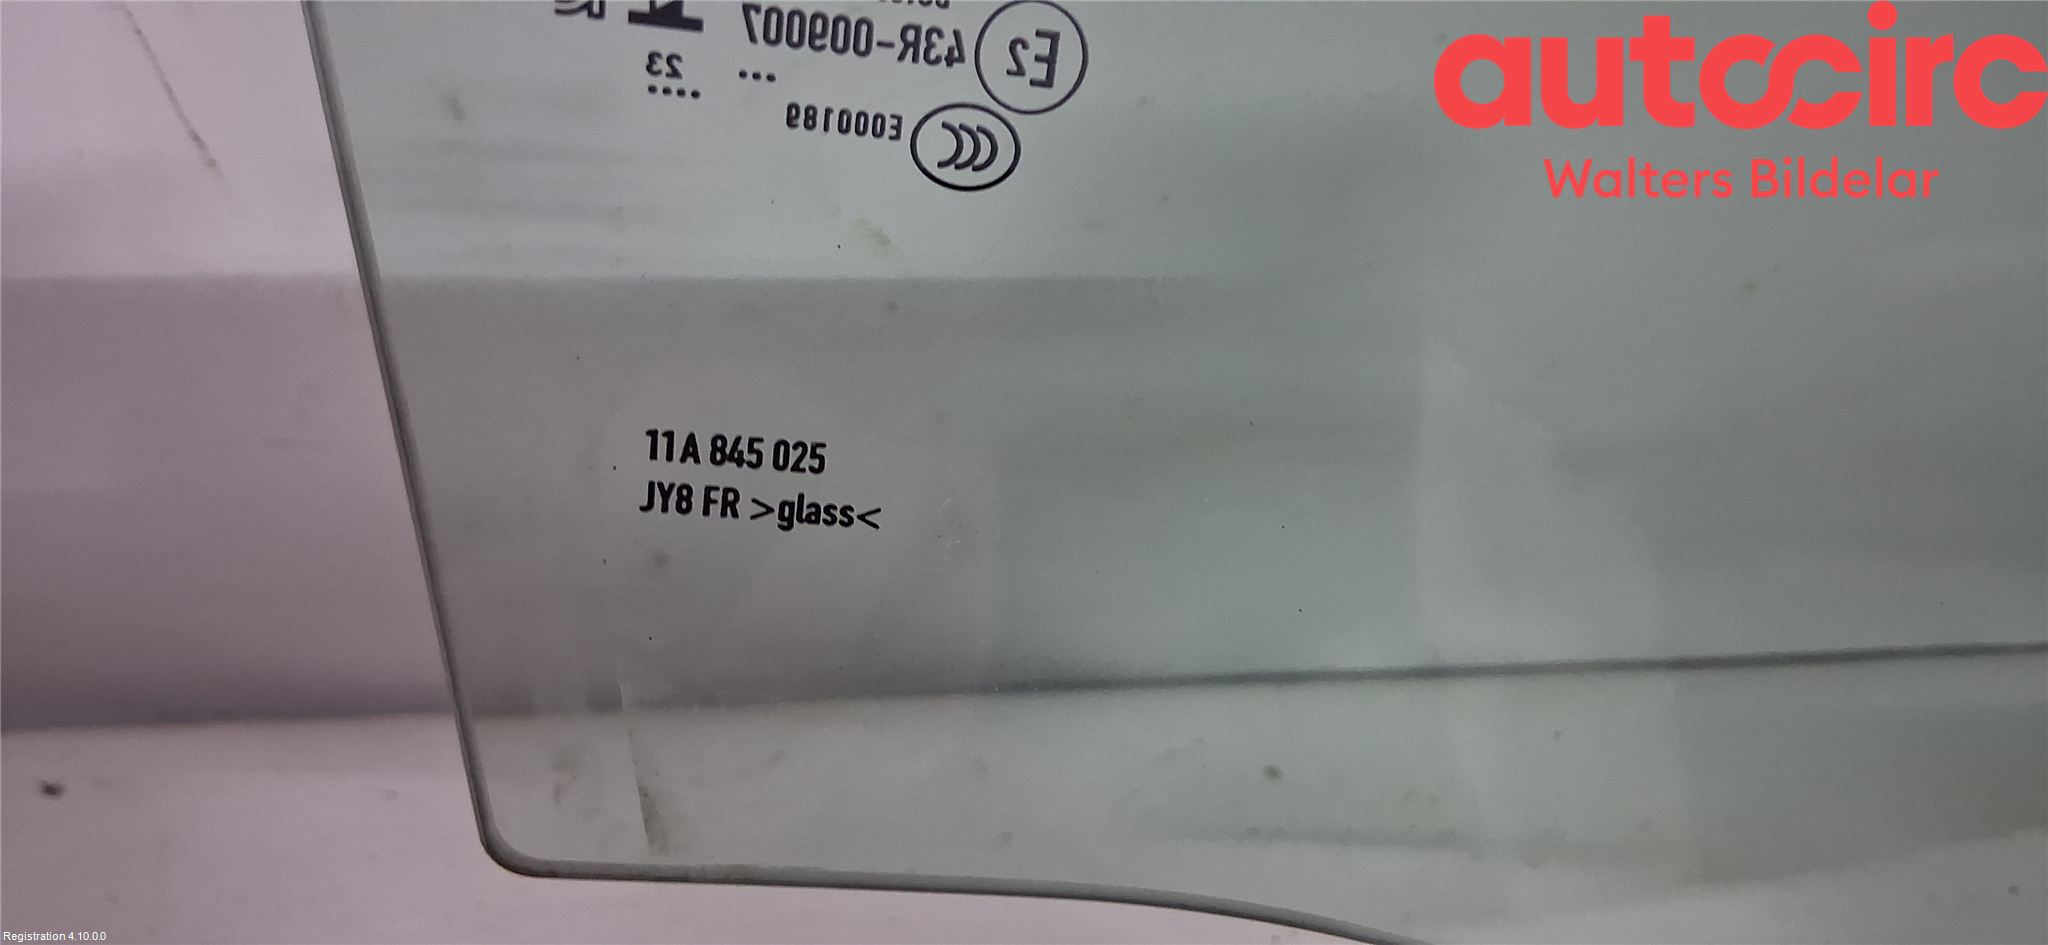 43R-009007
E2
23
E000189
CCC
autocirc
Walters Bildelar
11A 845 025
JY8 FR >glass<
Registration 4.10.0.0